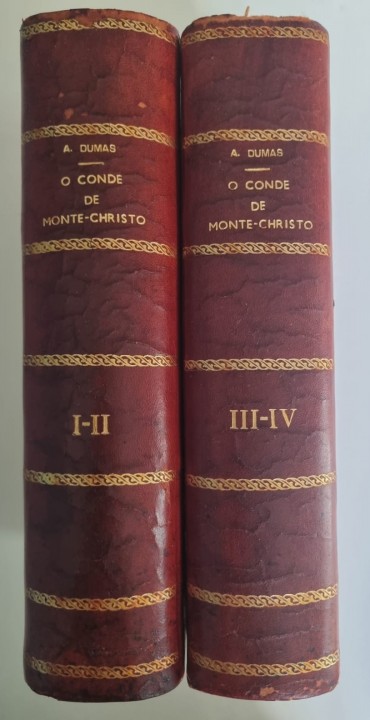 A. DUMAS
O CONDE
DE
MONTE-CHRISTO
I-II
A. DUMAS
O CONDE
DE
MONTE-CHRISTO
III-IV